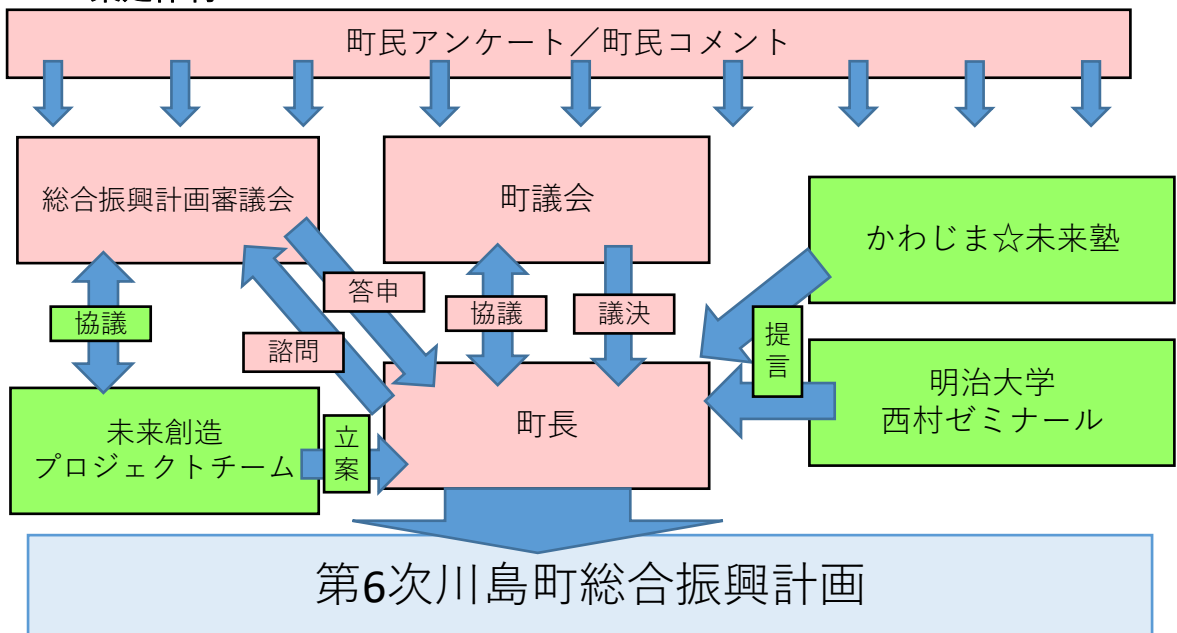 町民アンケート／町民コメント
総合振興計画審議会
町議会
かわじま☆未来塾
答申
協議
協議
議決
諮問
提言
明治大学
西村ゼミナール
未来創造
プロジェクトチーム
立案
町長
第6次川島町総合振興計画